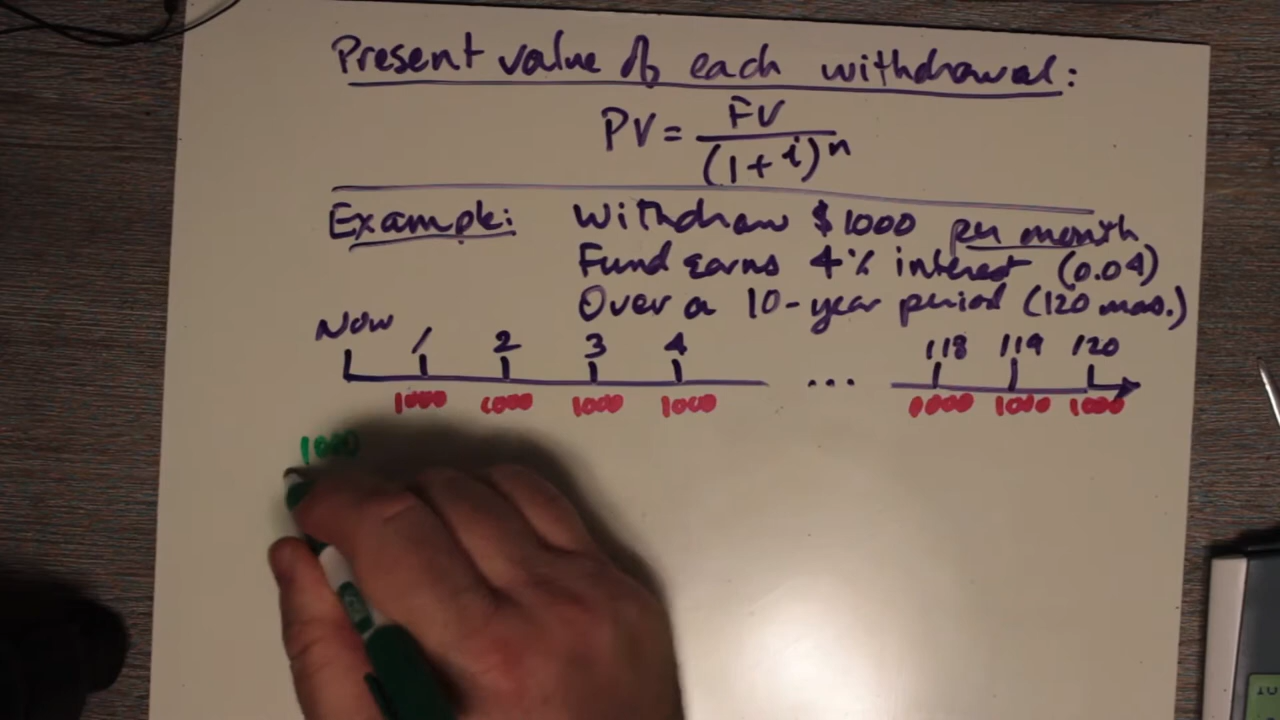 Present value of each withdrawal:
PV = FV / (1 + i)^n
Example: Withdraw $1000 per month
Fund earns 4% interest (0.04)
Over a 10-year period (120 mos.)
Now 1 2 3 4 ... 118 119 120
1000 1000 1000 1000 1000 1000 1000
1000